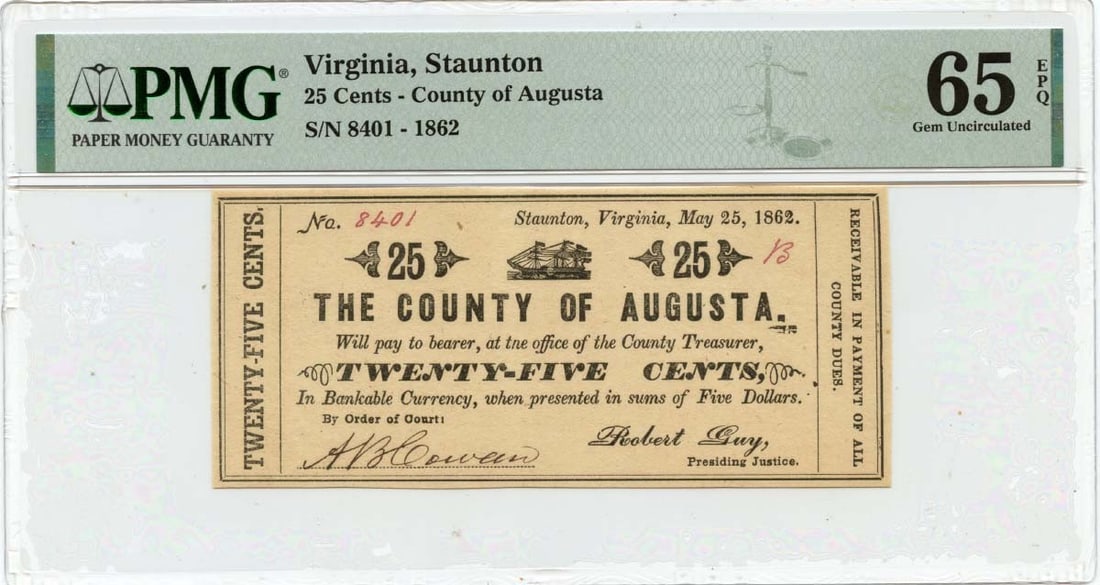 PMG®
PAPER MONEY GUARANTY
Virginia, Staunton
25 Cents - County of Augusta
S/N 8401 - 1862
65 EPQ
Gem Uncirculated
TWENTY-FIVE CENTS.
No. 8401
Staunton, Virginia, May 25, 1862.
25 25 B
THE COUNTY OF AUGUSTA.
Will pay to bearer, at tne office of the County Treasurer,
TWENTY-FIVE CENTS,
In Bankable Currency, when presented in sums of Five Dollars.
By Order of Court:
A B Cowan
Robert Guy,
Presiding Justice.
RECEIVABLE IN PAYMENT OF ALL
COUNTY DUES.